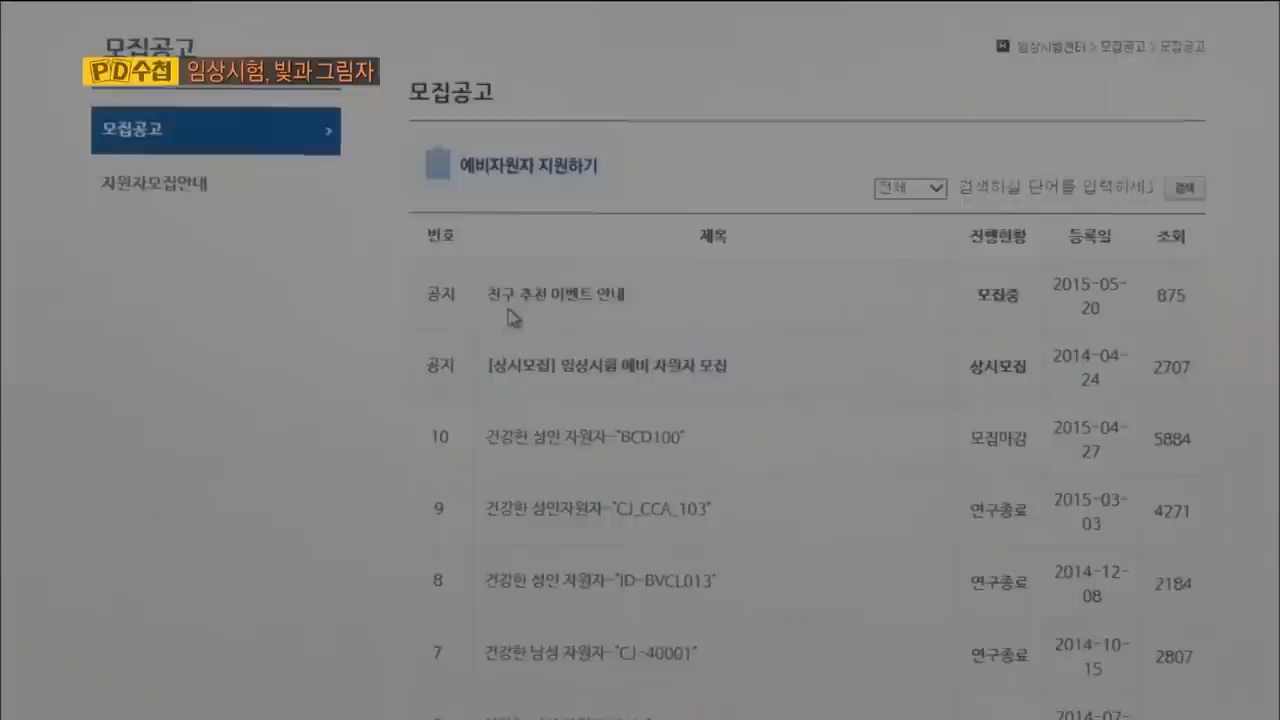 모집공고
임상시험센터 > 모집공고 > 모집공고
PD수첩 임상시험, 빛과 그림자
모집공고
모집공고 >
자원자모집안내
예비자원자 지원하기
전체 검색하실 단어를 입력하세요 검색
번호 제목 진행현황 등록일 조회
공지 친구 추천 이벤트 안내 모집중 2015-05-20 875
공지 [상시모집] 임상시험 예비 자원자 모집 상시모집 2014-04-24 2707
10 건강한 성인 자원자-"BCD100" 모집마감 2015-04-27 5884
9 건강한 성인자원자-"CJ_CCA_103" 연구종료 2015-03-03 4271
8 건강한 성인 자원자-"ID-BVCL013" 연구종료 2014-12-08 2184
7 건강한 남성 자원자-"CJ-40001" 연구종료 2014-10-15 2807
2014-07-